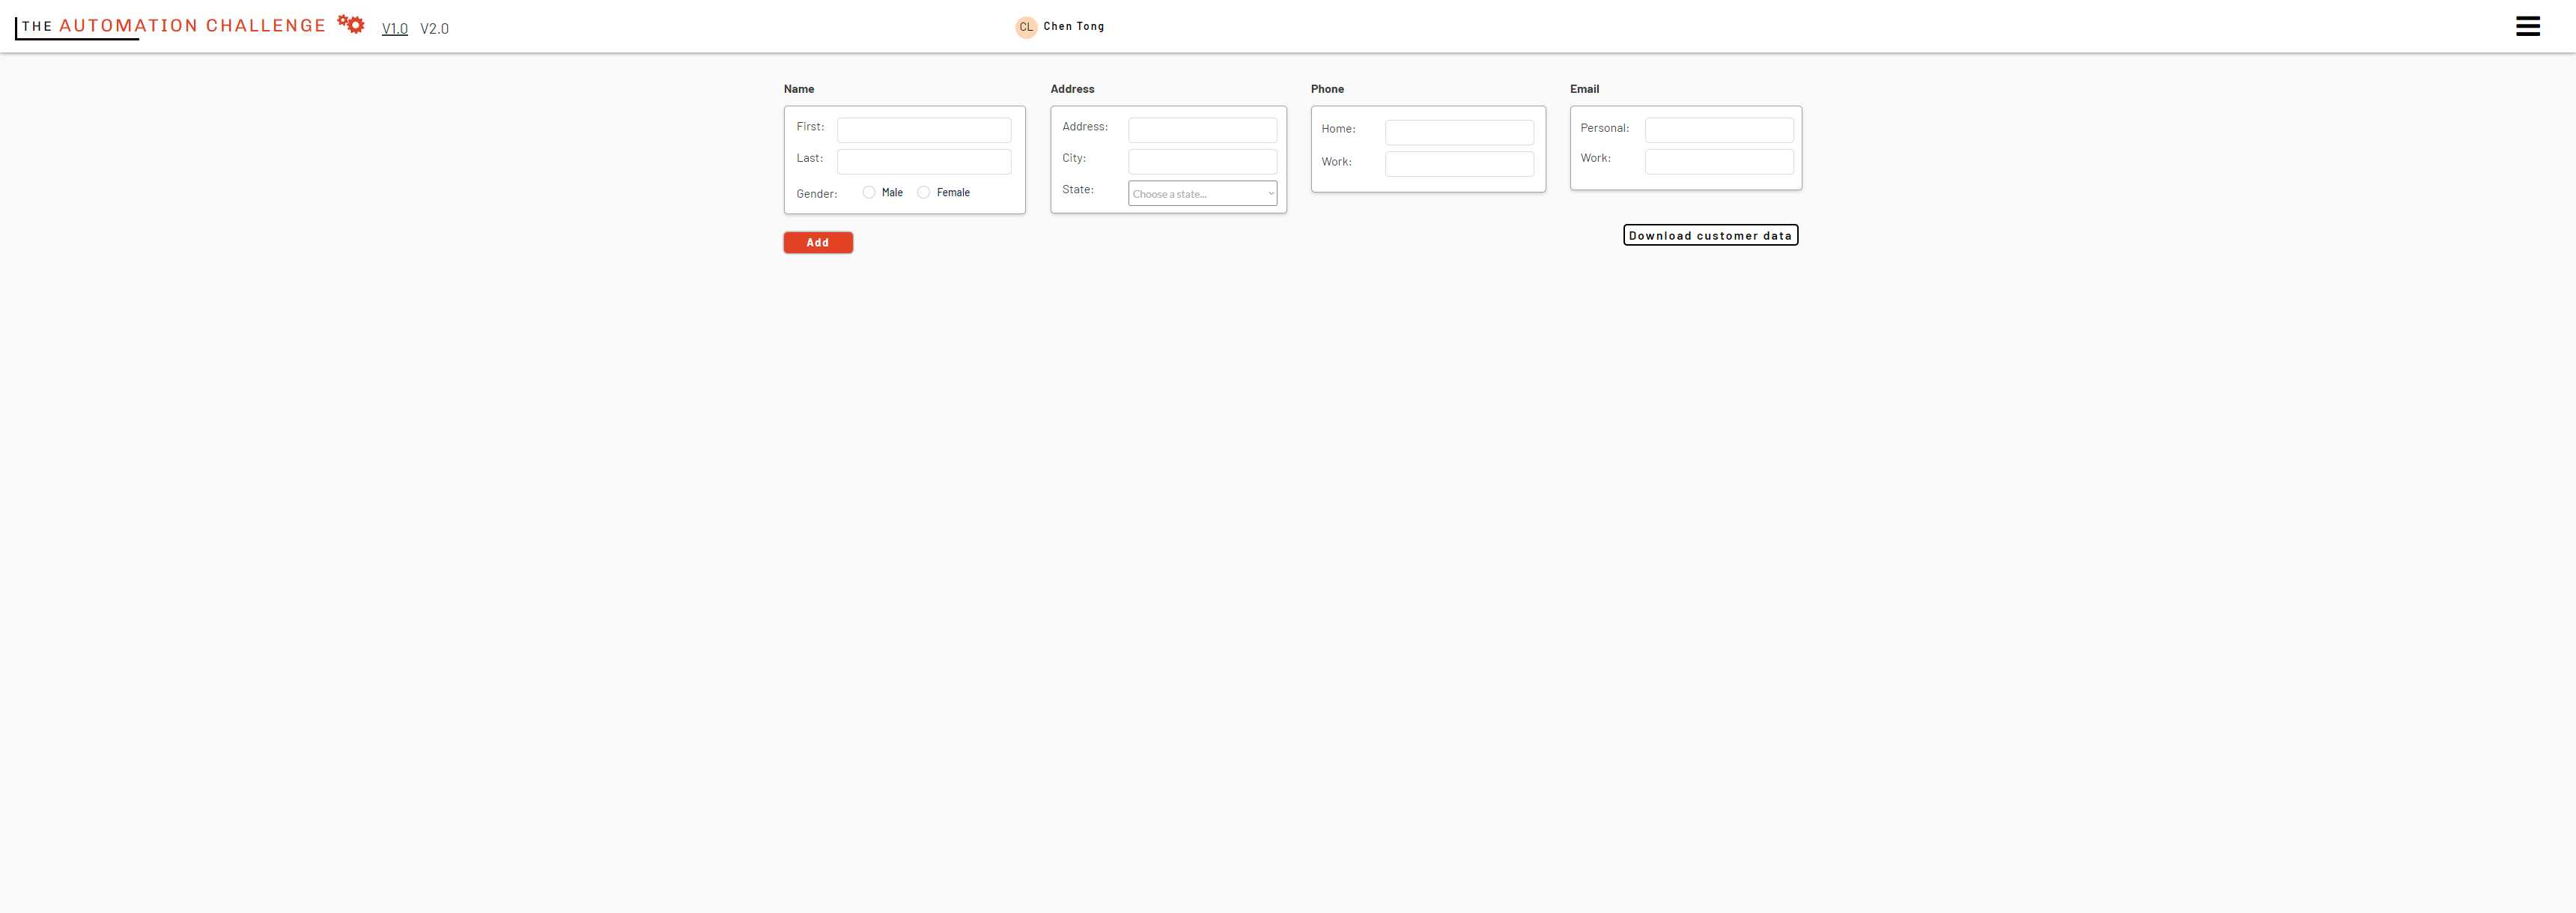 THE AUTOMATION CHALLENGE V1.0 V2.0 CL Chen Tong
Name Address Phone Email
First: Address: Home: Personal:
Last: City: Work: Work:
Gender: Male Female State: Choose a state...
Add Download customer data